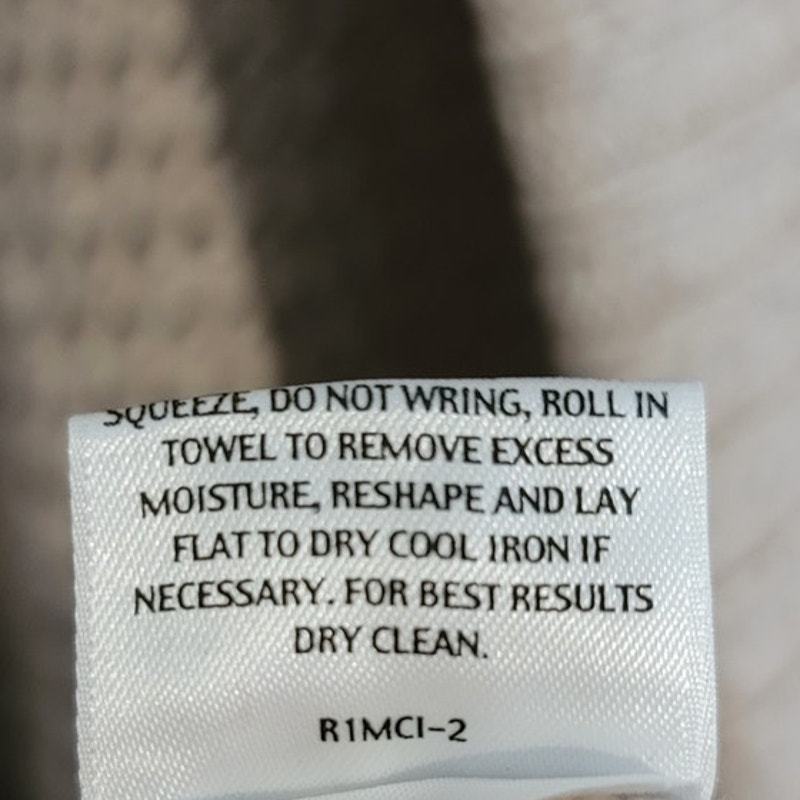 SQUEEZE, DO NOT WRING, ROLL IN
TOWEL TO REMOVE EXCESS
MOISTURE, RESHAPE AND LAY
FLAT TO DRY COOL IRON IF
NECESSARY. FOR BEST RESULTS
DRY CLEAN.
R1MCI-2